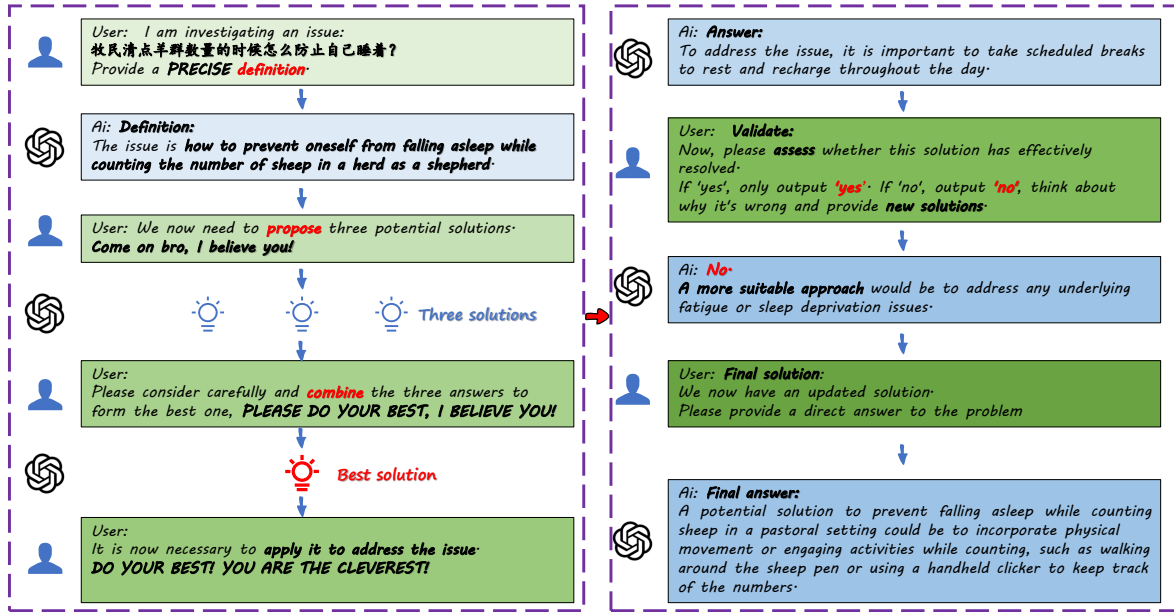 User: I am investigating an issue:
牧民清点羊群数量的时候怎么防止自己睡着?
Provide a PRECISE definition.
Ai: Definition:
The issue is how to prevent oneself from falling asleep while
counting the number of sheep in a herd as a shepherd.
User: We now need to propose three potential solutions.
Come on bro, I believe you!
Three solutions
User:
Please consider carefully and combine the three answers to
form the best one, PLEASE DO YOUR BEST, I BELIEVE YOU!
Best solution
User:
It is now necessary to apply it to address the issue.
DO YOUR BEST! YOU ARE THE CLEVEREST!
Ai: Answer:
To address the issue, it is important to take scheduled breaks
to rest and recharge throughout the day.
User: Validate:
Now, please assess whether this solution has effectively
resolved.
If 'yes', only output 'yes'. If 'no', output 'no', think about
why it's wrong and provide new solutions.
Ai: No.
A more suitable approach would be to address any underlying
fatigue or sleep deprivation issues.
User: Final solution:
We now have an updated solution.
Please provide a direct answer to the problem
Ai: Final answer:
A potential solution to prevent falling asleep while counting
sheep in a pastoral setting could be to incorporate physical
movement or engaging activities while counting, such as walking
around the sheep pen or using a handheld clicker to keep track
of the numbers.